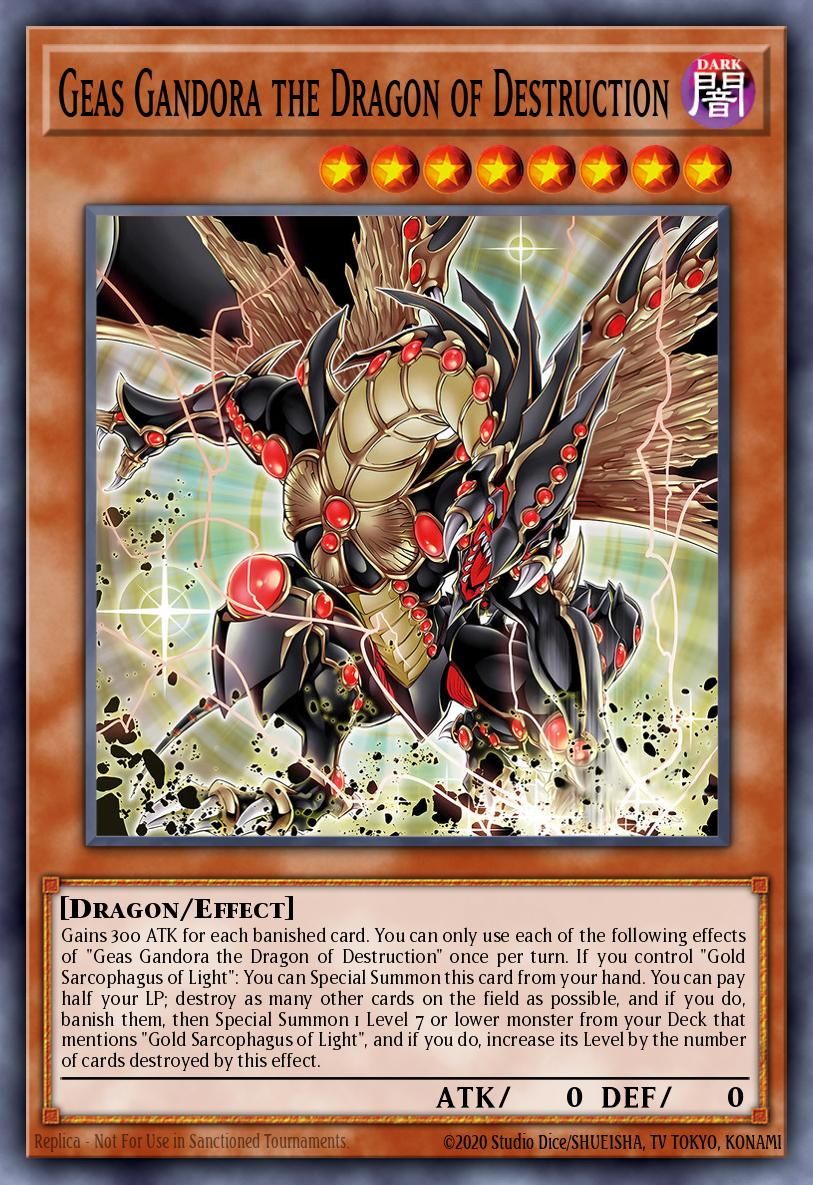 Geas Gandora the Dragon of Destruction
DARK
闇
[Dragon/Effect]
Gains 300 ATK for each banished card. You can only use each of the following effects
of "Geas Gandora the Dragon of Destruction" once per turn. If you control "Gold
Sarcophagus of Light": You can Special Summon this card from your hand. You can pay
half your LP; destroy as many other cards on the field as possible, and if you do,
banish them, then Special Summon 1 Level 7 or lower monster from your Deck that
mentions "Gold Sarcophagus of Light", and if you do, increase its Level by the number
of cards destroyed by this effect.
ATK/ 0 DEF/ 0
Replica - Not For Use in Sanctioned Tournaments.
©2020 Studio Dice/SHUEISHA, TV TOKYO, KONAMI